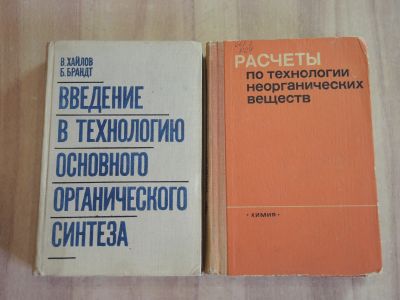 В. ХАЙЛОВ
Б. БРАНДТ
ВВЕДЕНИЕ
В ТЕХНОЛОГИЮ
ОСНОВНОГО
ОРГАНИЧЕСКОГО
СИНТЕЗА
РАСЧЕТЫ
ПО ТЕХНОЛОГИИ
НЕОРГАНИЧЕСКИХ
ВЕЩЕСТВ
• ХИМИЯ •